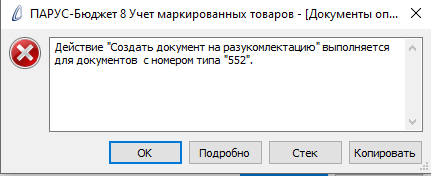 ПАРУС-Бюджет 8 Учет маркированных товаров - [Документы оп...
Действие "Создать документ на разукомлектацию" выполняется
для документов с номером типа "552".
ОК
Подробно
Стек
Копировать